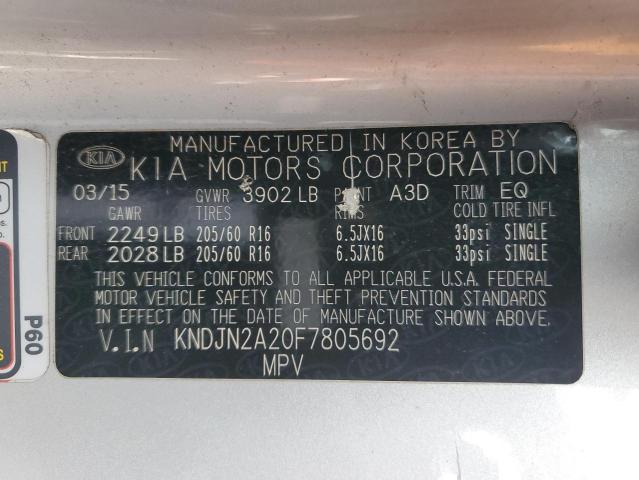 MANUFACTURED IN KOREA BY
KIA KIA MOTORS CORPORATION
03/15 GVWR 3902 LB PAINT A3D TRIM EQ
GAWR TIRES RIMS COLD TIRE INFL
FRONT 2249 LB 205/60 R16 6.5JX16 33psi SINGLE
REAR 2028 LB 205/60 R16 6.5JX16 33psi SINGLE
THIS VEHICLE CONFORMS TO ALL APPLICABLE U.S.A. FEDERAL
MOTOR VEHICLE SAFETY AND THEFT PREVENTION STANDARDS
IN EFFECT ON THE DATE OF MANUFACTURE SHOWN ABOVE.
V.I.N KNDJN2A20F7805692
MPV
P60